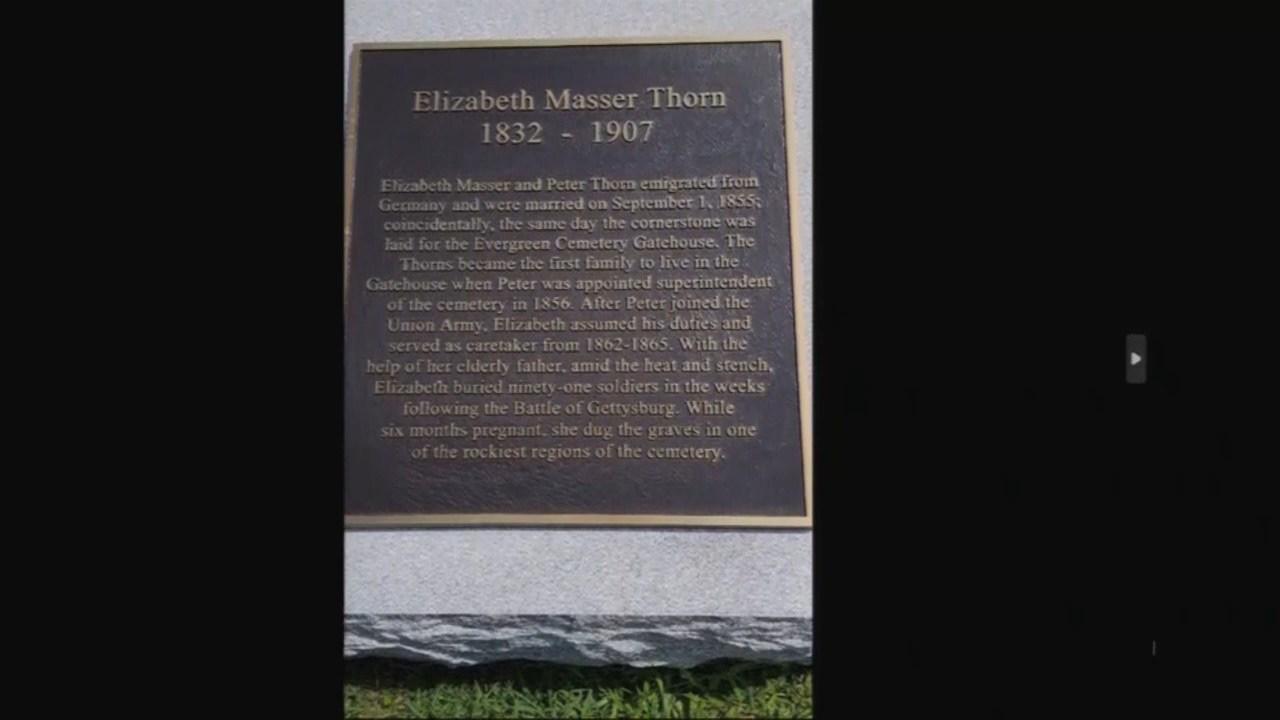 Elizabeth Masser Thorn
1832 - 1907
Elizabeth Masser and Peter Thorn emigrated from
Germany and were married on September 1, 1855;
coincidentally, the same day the cornerstone was
laid for the Evergreen Cemetery Gatehouse. The
Thorns became the first family to live in the
Gatehouse when Peter was appointed superintendent
of the cemetery in 1856. After Peter joined the
Union Army, Elizabeth assumed his duties and
served as caretaker from 1862-1865. With the
help of her elderly father, amid the heat and stench,
Elizabeth buried ninety-one soldiers in the weeks
following the Battle of Gettysburg. While
six months pregnant, she dug the graves in one
of the rockiest regions of the cemetery.